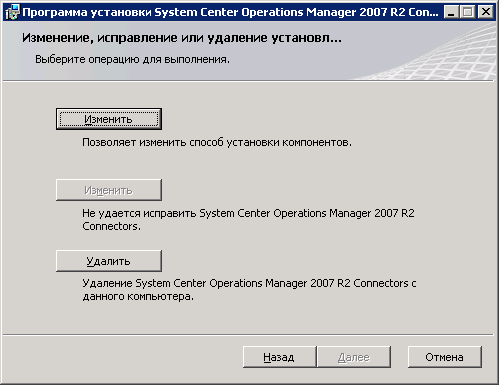 Программа установки System Center Operations Manager 2007 R2 Con...
Изменение, исправление или удаление установл...
Выберите операцию для выполнения.
Изменить
Позволяет изменить способ установки компонентов.
Изменить
Не удается исправить System Center Operations Manager 2007 R2
Connectors.
Удалить
Удаление System Center Operations Manager 2007 R2 Connectors с
данного компьютера.
Назад
Далее
Отмена